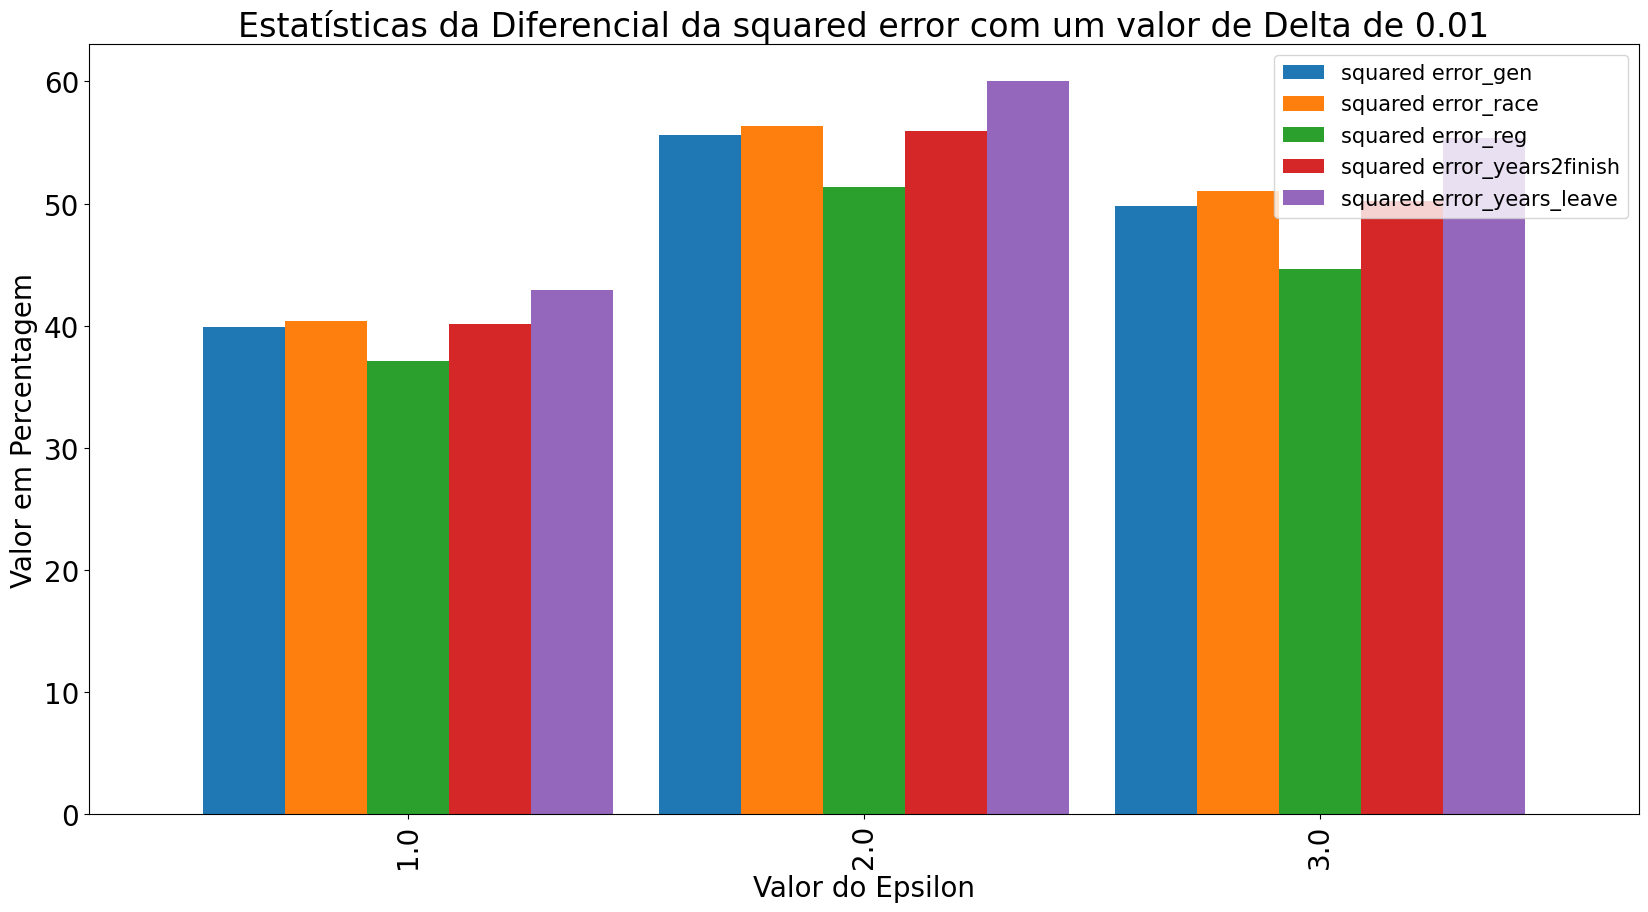 Estatísticas da Diferencial da squared error com um valor de Delta de 0.01
squared error_gen
squared error_race
squared error_reg
squared error_years2finish
squared error_years_leave
Valor em Percentagem
60
50
40
30
20
10
0
1.0
2.0
3.0
Valor do Epsilon